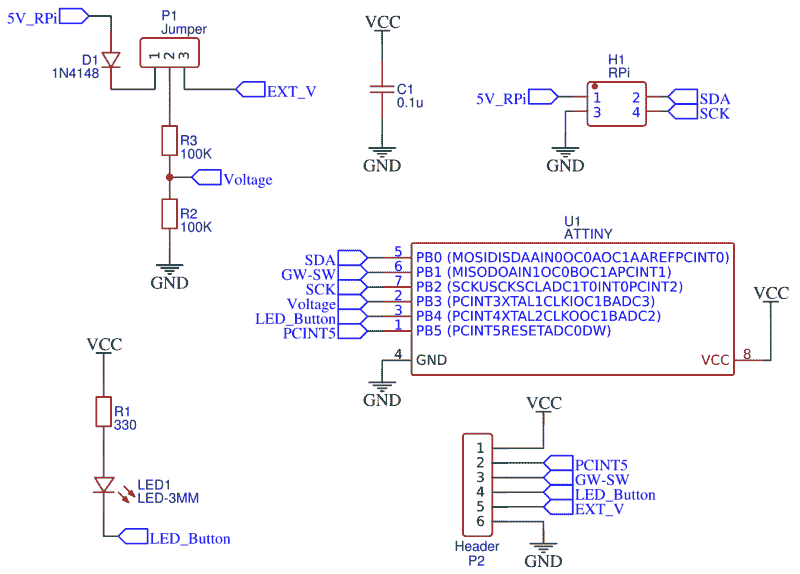 5V_RPi
P1
Jumper
D1
1N4148
1 2 3
EXT_V
R3
100K
Voltage
R2
100K
GND
VCC
C1
0.1u
GND
H1
RPi
5V_RPi
1 2
3 4
SDA
SCK
GND
U1
ATTINY
SDA 5 PB0 (MOSIDISDAAIN0OC0AOC1AAREFPCINT0)
GW-SW 6 PB1 (MISODOAIN1OC0BOC1APCINT1)
SCK 7 PB2 (SCKUSCKSCLADC1T0INT0PCINT2)
Voltage 2 PB3 (PCINT3XTAL1CLKIOC1BADC3)
LED_Button 3 PB4 (PCINT4XTAL2CLKOOC1BADC2)
PCINT5 1 PB5 (PCINT5RESETADC0DW)
4 GND
VCC 8
VCC
GND
VCC
R1
330
LED1
LED-3MM
LED_Button
VCC
1
2 PCINT5
3 GW-SW
4 LED_Button
5 EXT_V
6
Header
P2
GND